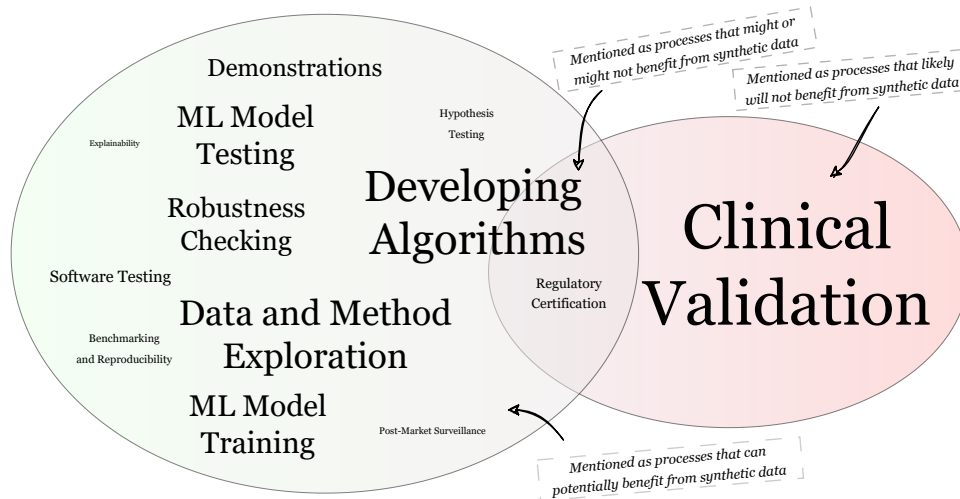 Mentioned as processes that might or
might not benefit from synthetic data
Mentioned as processes that likely
will not benefit from synthetic data
Demonstrations
ML Model
Testing
Hypothesis
Testing
Explainability
Developing
Algorithms
Robustness
Checking
Clinical
Validation
Software Testing
Regulatory
Certification
Data and Method
Exploration
Benchmarking
and Reproducibility
ML Model
Training
Post-Market Surveillance
Mentioned as processes that can
potentially benefit from synthetic data